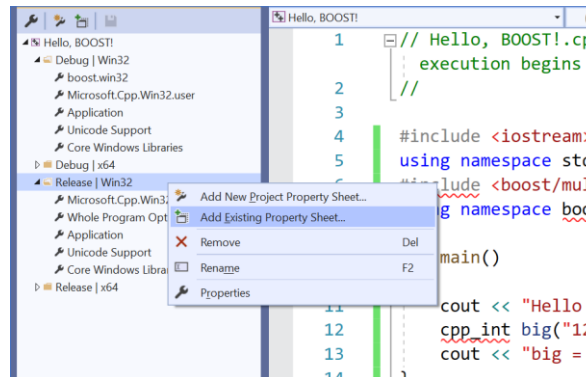 Hello, BOOST!
Debug | Win32
boost.win32
Microsoft.Cpp.Win32.user
Application
Unicode Support
Core Windows Libraries
Debug | x64
Release | Win32
Microsoft.Cpp.Win32
Whole Program Opt
Application
Unicode Support
Core Windows Libra
Release | x64
Add New Project Property Sheet...
Add Existing Property Sheet...
Remove Del
Rename F2
Properties
Hello, BOOST!
1 // Hello, BOOST!.cp
execution begins
2 //
3
4 #include <iostream>
5 using namespace std
#include <boost/mul
g namespace boo
main()
11 cout << "Hello
12 cpp_int big("12
13 cout << "big =
14 }